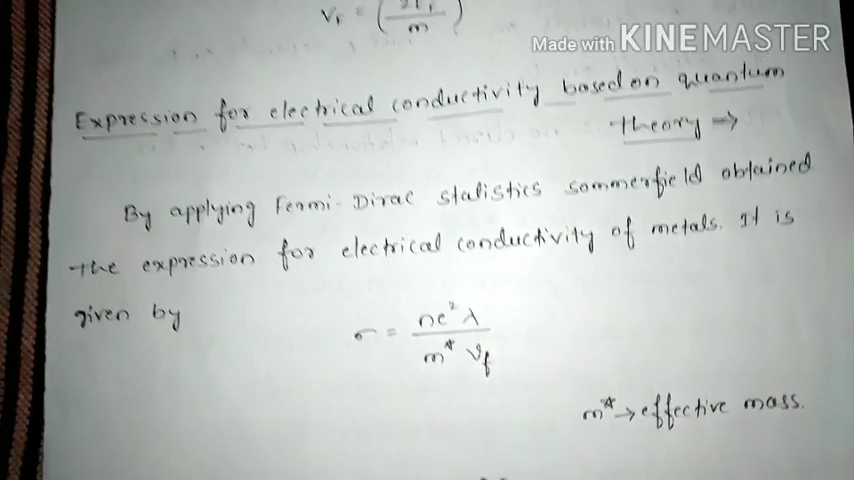 Made with KINEMASTER
Expression for electrical conductivity based on quantum
theory →
By applying Fermi-Dirac statistics sommerfield obtained
the expression for electrical conductivity of metals. It is
given by
σ = ne²λ / m* v_f
m* → effective mass.